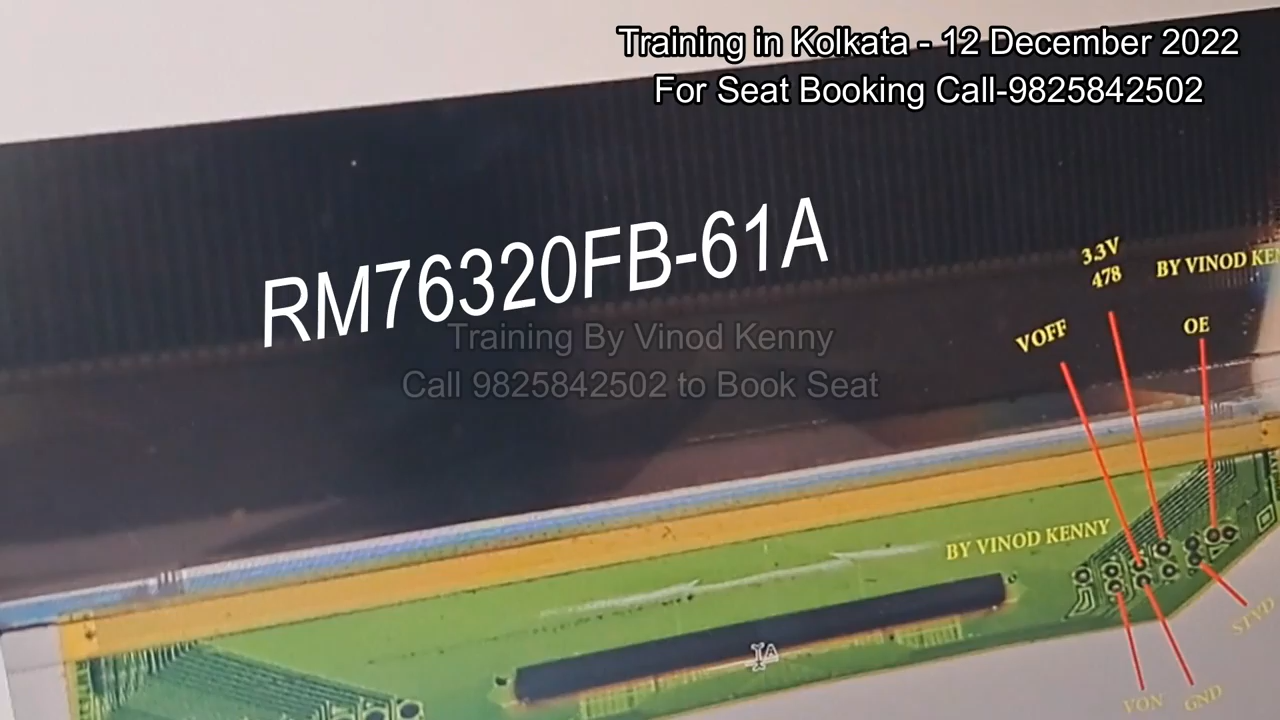 Training in Kolkata - 12 December 2022
For Seat Booking Call-9825842502
RM76320FB-61A
3.3V
478
BY VINOD
VOFF
OE
Training By Vinod Kenny
Call 9825842502 to Book Seat
BY VINOD KENNY
STVD
VON
GND